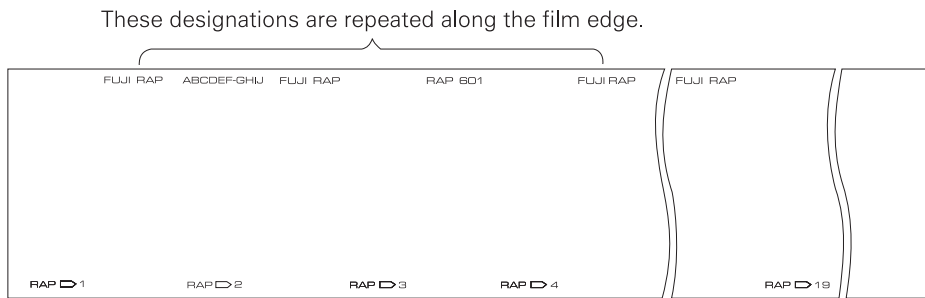 These designations are repeated along the film edge.
FUJI RAP ABCDEF-GHIJ FUJI RAP RAP 601 FUJI RAP FUJI RAP
RAP 1 RAP 2 RAP 3 RAP 4 RAP 19